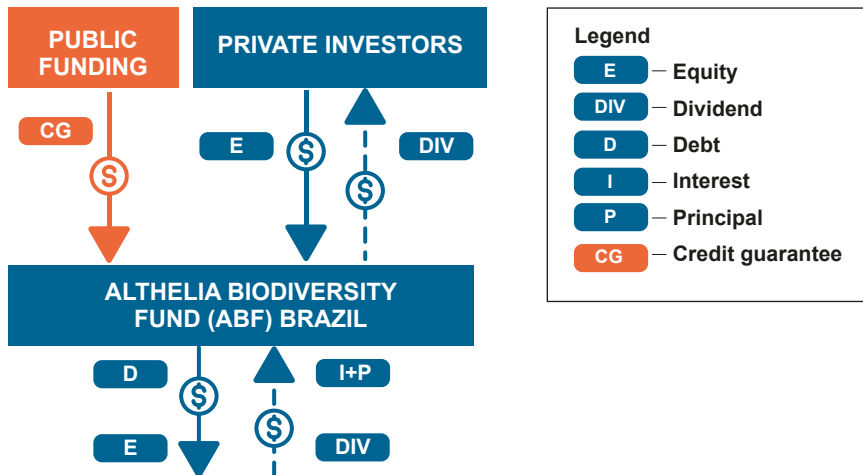 PUBLIC
FUNDING
PRIVATE INVESTORS
CG
$
E
$
DIV
$
ALTHELIA BIODIVERSITY
FUND (ABF) BRAZIL
D
$
E
I+P
$
DIV
Legend
E – Equity
DIV – Dividend
D – Debt
I – Interest
P – Principal
CG – Credit guarantee